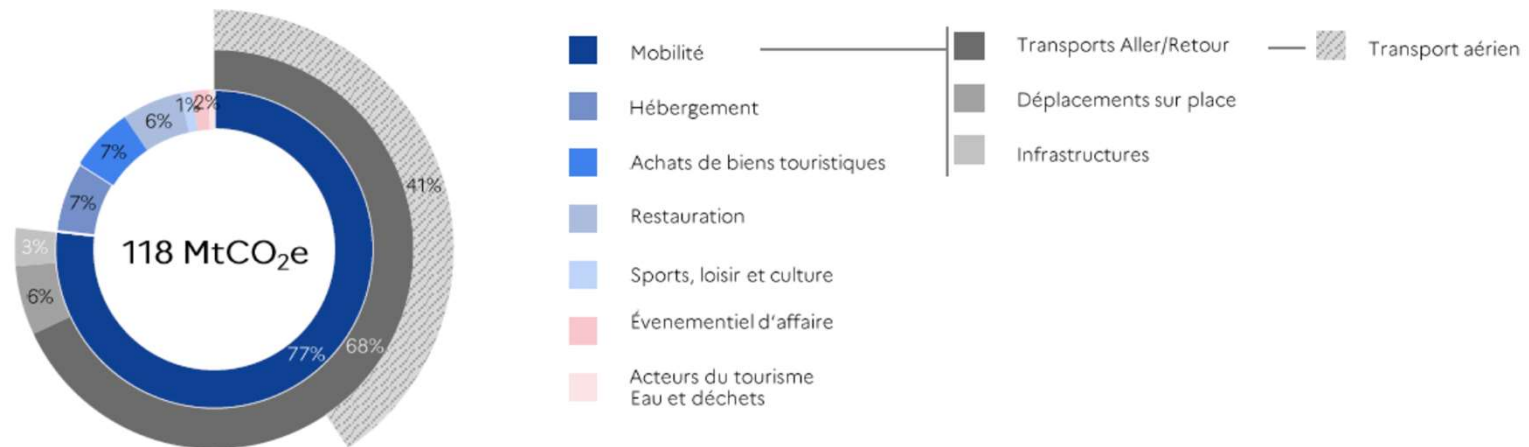 1%
2%
6%
7%
7%
3%
6%
118 MtCO₂e
77%
68%
41%
Mobilité
Hébergement
Achats de biens touristiques
Restauration
Sports, loisir et culture
Évenementiel d'affaire
Acteurs du tourisme
Eau et déchets
Transports Aller/Retour
Déplacements sur place
Infrastructures
Transport aérien